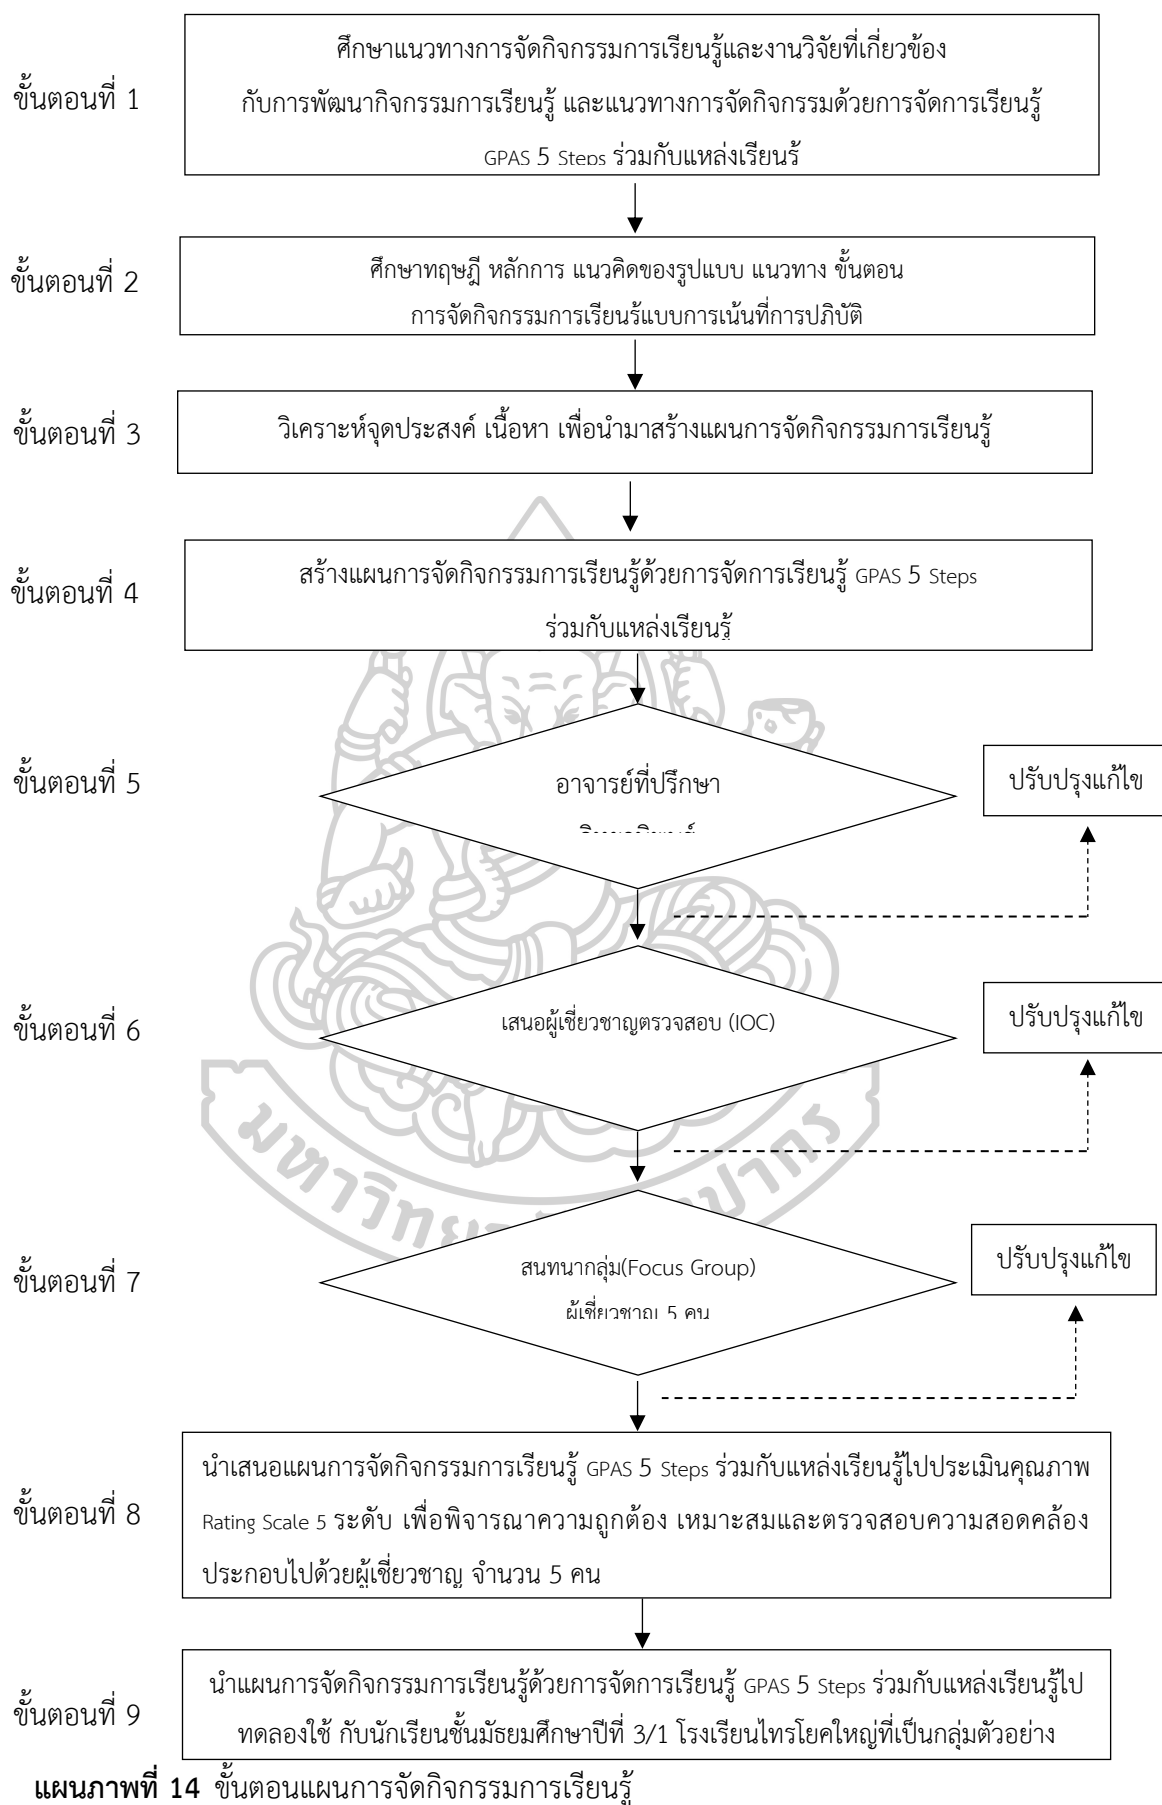 ขั้นตอนที่ 1
ศึกษาแนวทางการจัดกิจกรรมการเรียนรู้และงานวิจัยที่เกี่ยวข้อง
กับการพัฒนากิจกรรมการเรียนรู้ และแนวทางการจัดกิจกรรมด้วยการจัดการเรียนรู้
GPAS 5 Steps ร่วมกับแหล่งเรียนรู้
ขั้นตอนที่ 2
ศึกษาทฤษฎี หลักการ แนวคิดของรูปแบบ แนวทาง ขั้นตอน
การจัดกิจกรรมการเรียนรู้แบบการเน้นที่การปฏิบัติ
ขั้นตอนที่ 3
วิเคราะห์จุดประสงค์ เนื้อหา เพื่อนำมาสร้างแผนการจัดกิจกรรมการเรียนรู้
ขั้นตอนที่ 4
สร้างแผนการจัดกิจกรรมการเรียนรู้ด้วยการจัดการเรียนรู้ GPAS 5 Steps
ร่วมกับแหล่งเรียนรู้
ขั้นตอนที่ 5
อาจารย์ที่ปรึกษา
ปรับปรุงแก้ไข
ขั้นตอนที่ 6
เสนอผู้เชี่ยวชาญตรวจสอบ (IOC)
ปรับปรุงแก้ไข
ขั้นตอนที่ 7
สนทนากลุ่ม(Focus Group)
ผู้เชี่ยวชาญ 5 คน
ปรับปรุงแก้ไข
ขั้นตอนที่ 8
นำเสนอแผนการจัดกิจกรรมการเรียนรู้ GPAS 5 Steps ร่วมกับแหล่งเรียนรู้ไปประเมินคุณภาพ
Rating Scale 5 ระดับ เพื่อพิจารณาความถูกต้อง เหมาะสมและตรวจสอบความสอดคล้อง
ประกอบไปด้วยผู้เชี่ยวชาญ จำนวน 5 คน
ขั้นตอนที่ 9
นำแผนการจัดกิจกรรมการเรียนรู้ด้วยการจัดการเรียนรู้ GPAS 5 Steps ร่วมกับแหล่งเรียนรู้ไป
ทดลองใช้ กับนักเรียนชั้นมัธยมศึกษาปีที่ 3/1 โรงเรียนไทรโยคใหญ่ที่เป็นกลุ่มตัวอย่าง
แผนภาพที่ 14 ขั้นตอนแผนการจัดกิจกรรมการเรียนรู้